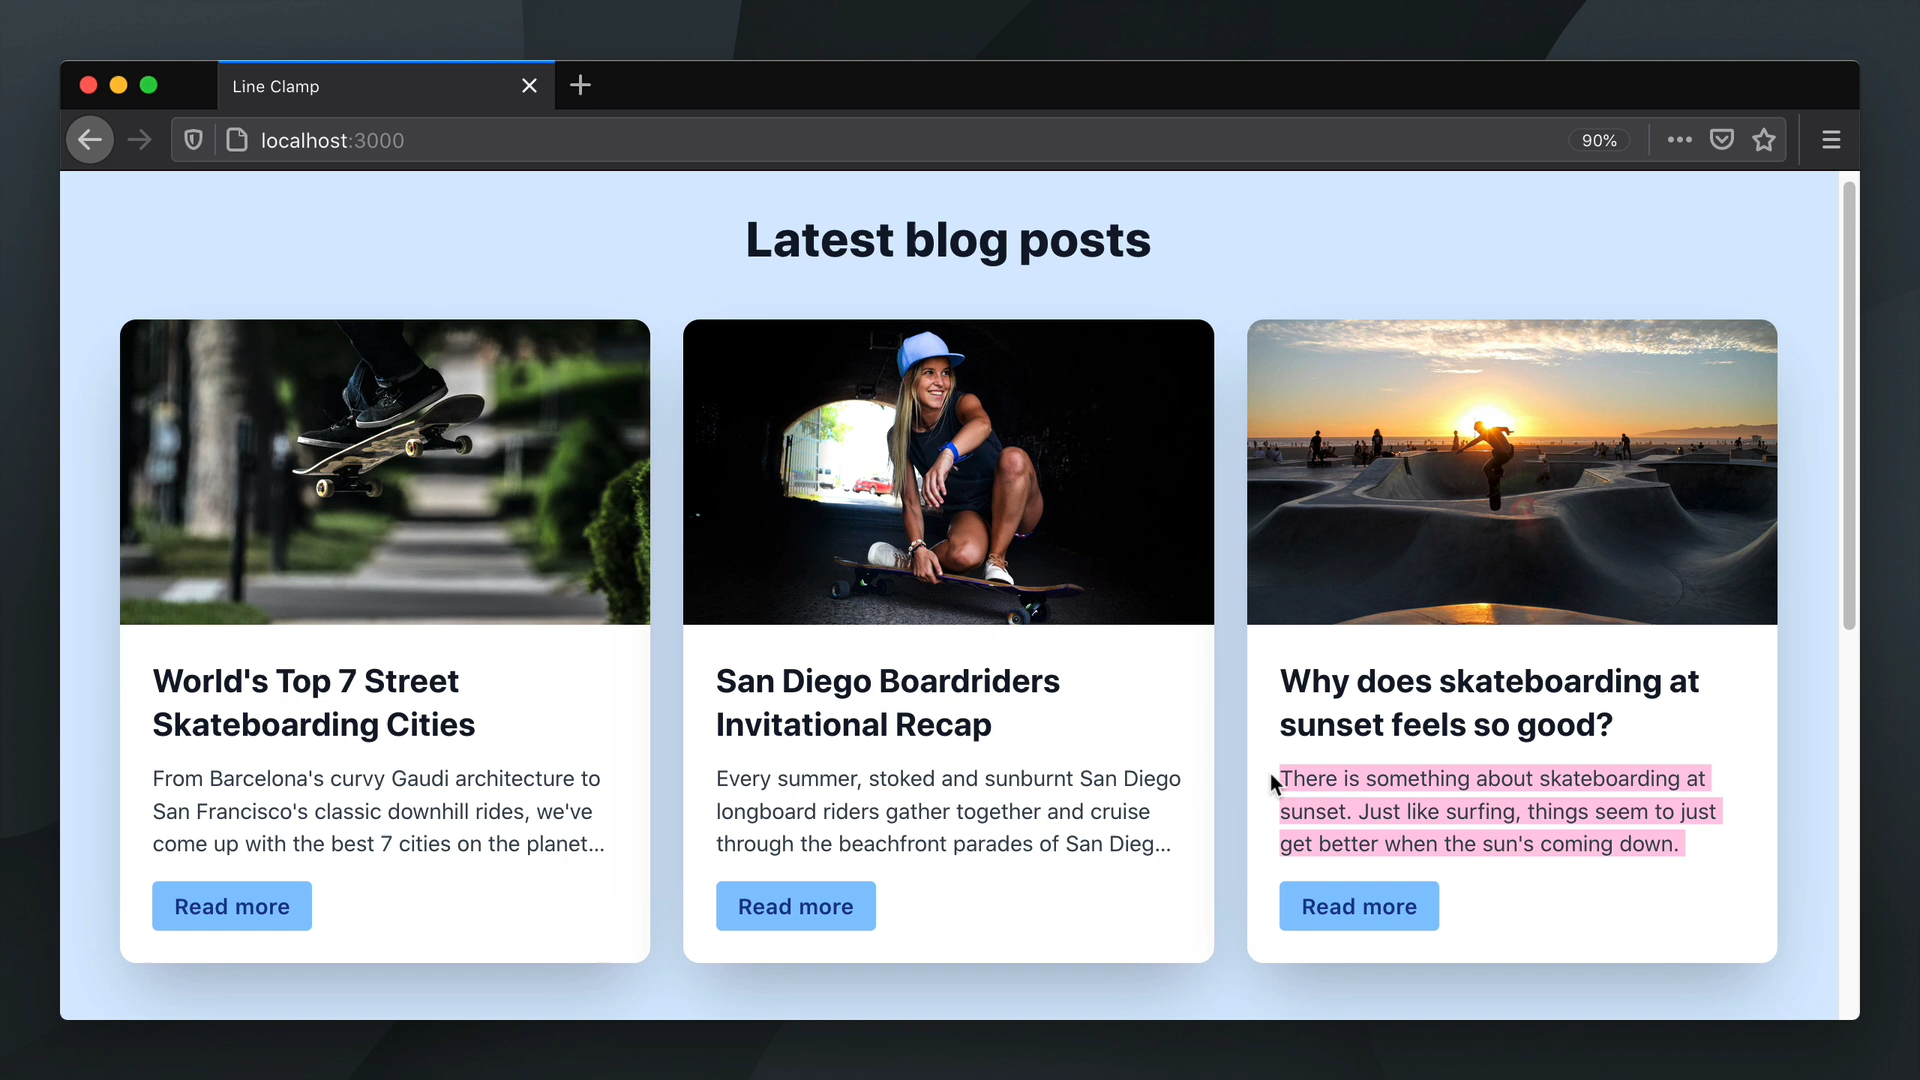 Line Clamp
localhost:3000
90%
Latest blog posts
World's Top 7 Street
Skateboarding Cities
From Barcelona's curvy Gaudi architecture to
San Francisco's classic downhill rides, we've
come up with the best 7 cities on the planet...
Read more
San Diego Boardriders
Invitational Recap
Every summer, stoked and sunburnt San Diego
longboard riders gather together and cruise
through the beachfront parades of San Dieg...
Read more
Why does skateboarding at
sunset feels so good?
There is something about skateboarding at
sunset. Just like surfing, things seem to just
get better when the sun's coming down.
Read more